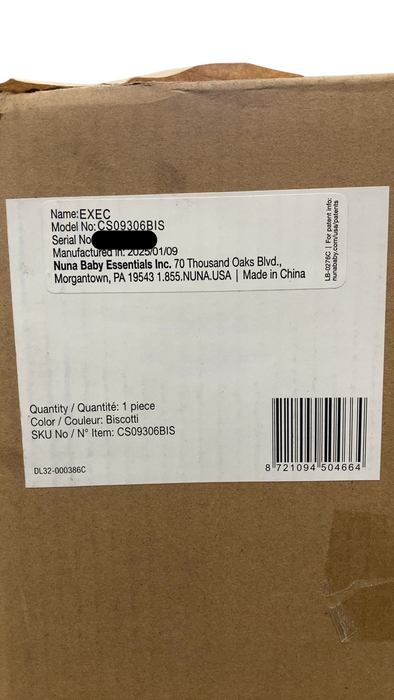 Name:EXEC
Model No:CS09306BIS
Serial No
Manufactured in: 2025/01/09
Nuna Baby Essentials Inc. 70 Thousand Oaks Blvd.,
Morgantown, PA 19543 1.855.NUNA.USA | Made in China
LB-0276C | For patent info:
nunababy.com/usa/patents
Quantity / Quantité: 1 piece
Color / Couleur: Biscotti
SKU No / N° Item: CS09306BIS
DL32-000386C
8 721094 504664